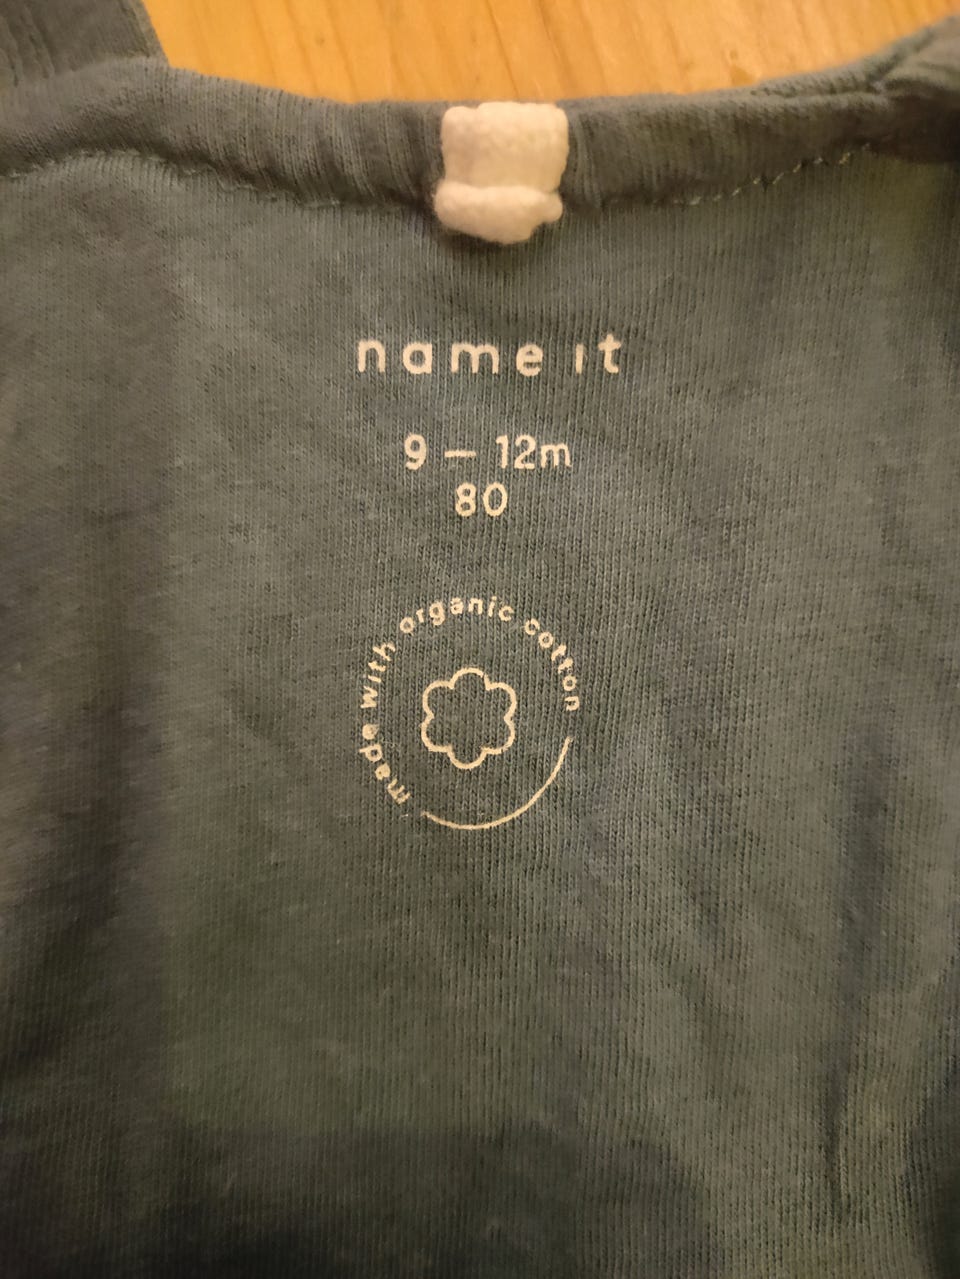 name it
9 – 12m
80
made with organic cotton